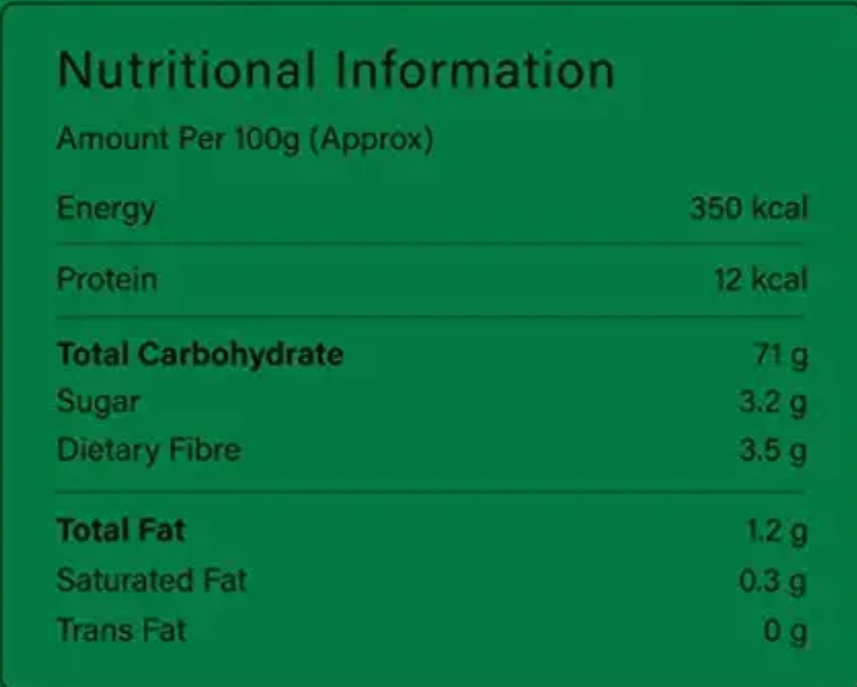 Nutritional Information
Amount Per 100g (Approx)
Energy 350 kcal
Protein 12 kcal
Total Carbohydrate 71 g
Sugar 3.2 g
Dietary Fibre 3.5 g
Total Fat 1.2 g
Saturated Fat 0.3 g
Trans Fat 0 g